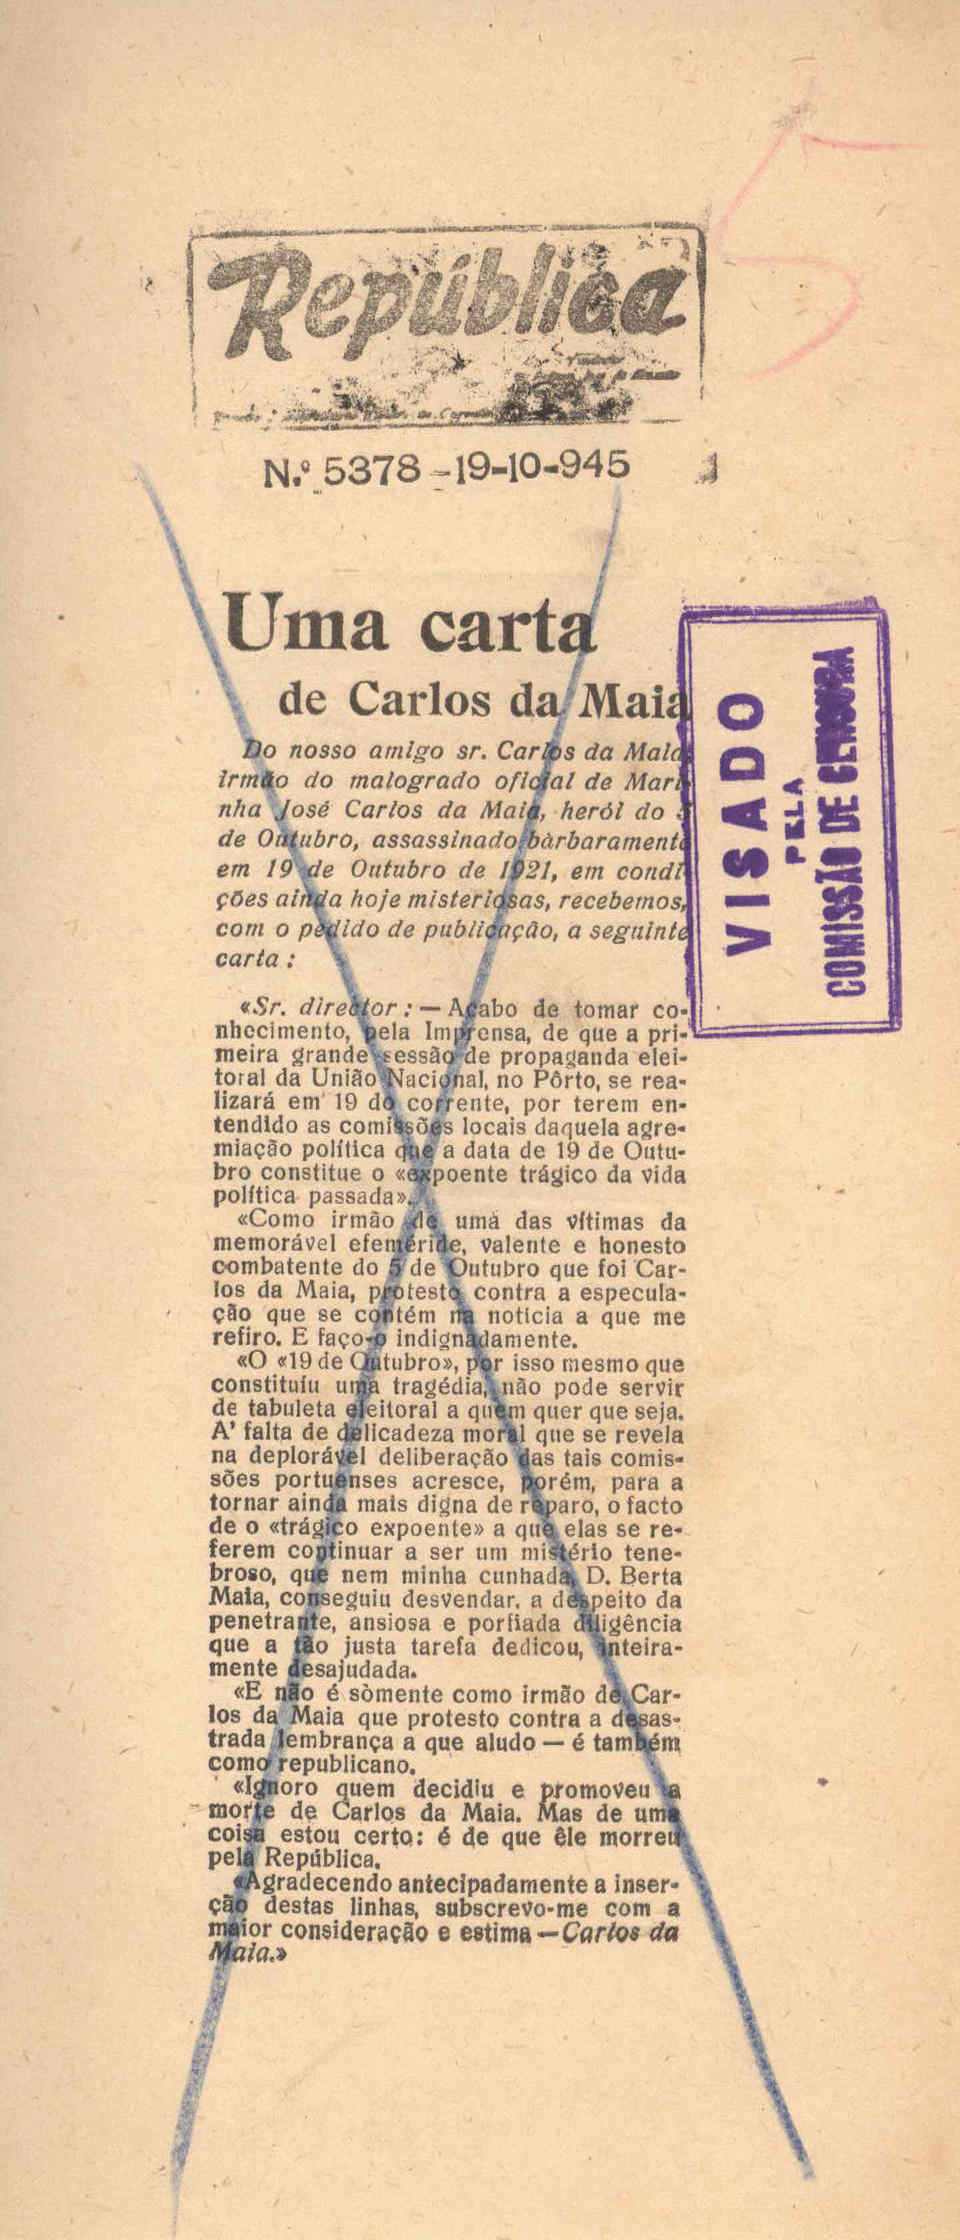 5
República
N.º 5378 - 19-10-945
Uma carta
de Carlos da Maia
Do nosso amigo sr. Carlos da Maia
irmão do malogrado oficial de Mari
nha José Carlos da Maia, herói do 5
de Outubro, assassinado bàrbaramente
em 19 de Outubro de 1921, em condi
ções ainda hoje misteriosas, recebemos,
com o pedido de publicação, a seguinte
carta :
«Sr. director : — Acabo de tomar co-
nhecimento, pela Imprensa, de que a pri-
meira grande sessão de propaganda elei-
toral da União Nacional, no Pôrto, se rea-
lizará em 19 do corrente, por terem en-
tendido as comissões locais daquela agre-
miação política que a data de 19 de Outu-
bro constitue o «expoente trágico da vida
política passada».
«Como irmão de uma das vítimas da
memorável efeméride, valente e honesto
combatente do 5 de Outubro que foi Car-
los da Maia, protesto contra a especula-
ção que se contém na noticia a que me
refiro. E faço-o indignadamente.
«O «19 de Outubro», por isso mesmo que
constituíu uma tragédia, não pode servir
de tabuleta eleitoral a quem quer que seja.
A' falta de delicadeza moral que se revela
na deplorável deliberação das tais comis-
sões portuenses acresce, porém, para a
tornar ainda mais digna de reparo, o facto
de o «trágico expoente» a que elas se re-
ferem continuar a ser um mistério tene-
broso, que nem minha cunhada, D. Berta
Maia, conseguiu desvendar, a despeito da
penetrante, ansiosa e porfiada diligência
que a tão justa tarefa dedicou, inteira-
mente desajudada.
«E não é sòmente como irmão de Car-
los da Maia que protesto contra a desas-
trada lembrança a que aludo — é também
como republicano.
«Ignoro quem decidiu e promoveu a
morte de Carlos da Maia. Mas de uma
coisa estou certo: é de que êle morreu
pela República.
«Agradecendo antecipadamente a inser-
ção destas linhas, subscrevo-me com a
maior consideração e estima — Carlos da
Maia.»
VISADO
PELA
COMISSÃO DE CENSURA